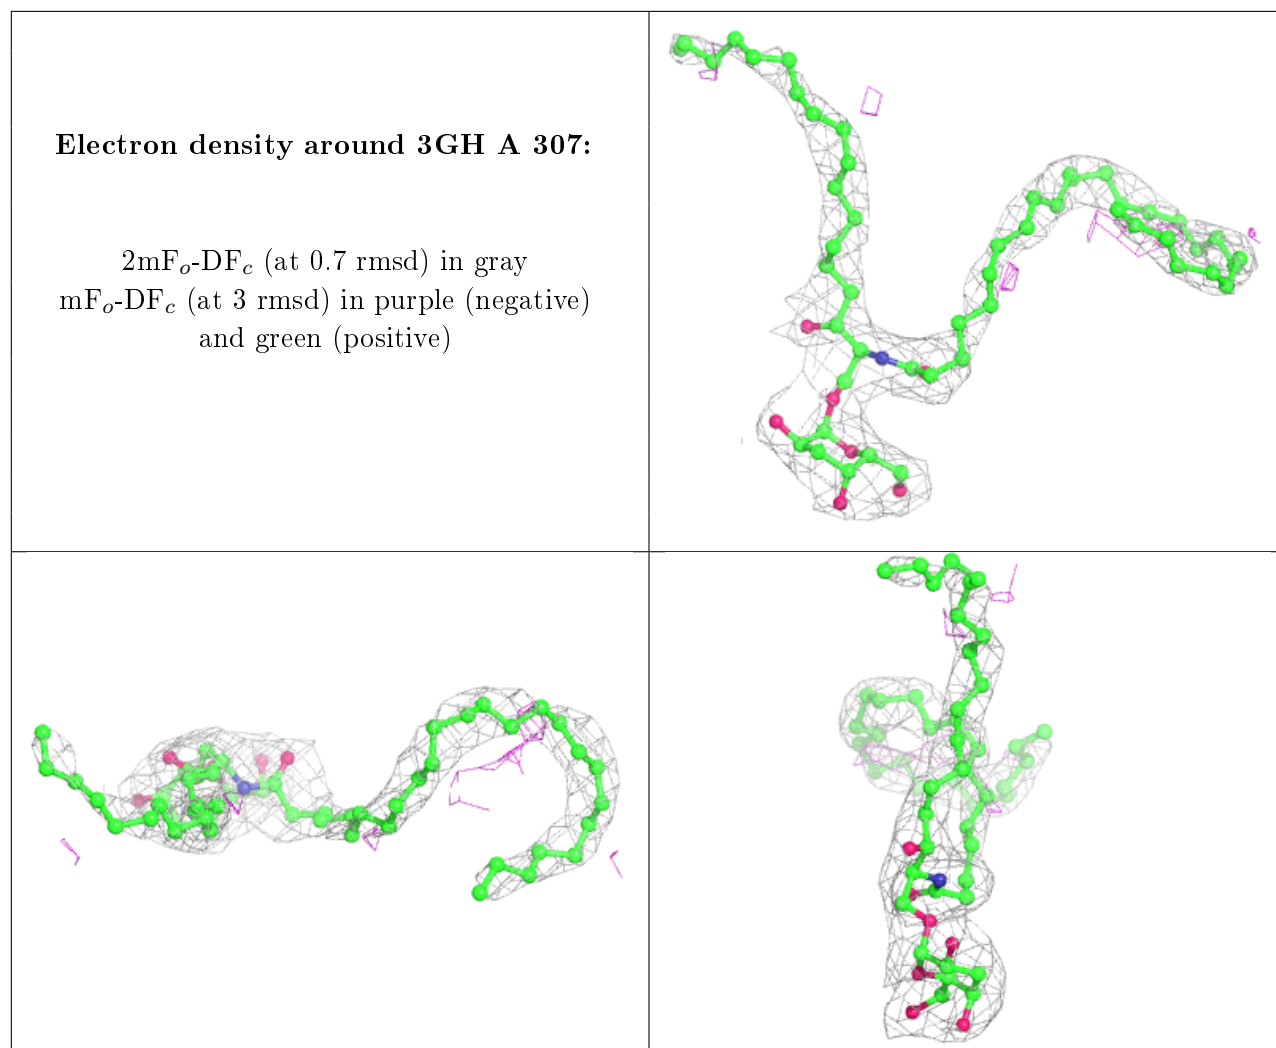 Electron density around 3GH A 307:
2mFo-DFc (at 0.7 rmsd) in gray
mFo-DFc (at 3 rmsd) in purple (negative)
and green (positive)